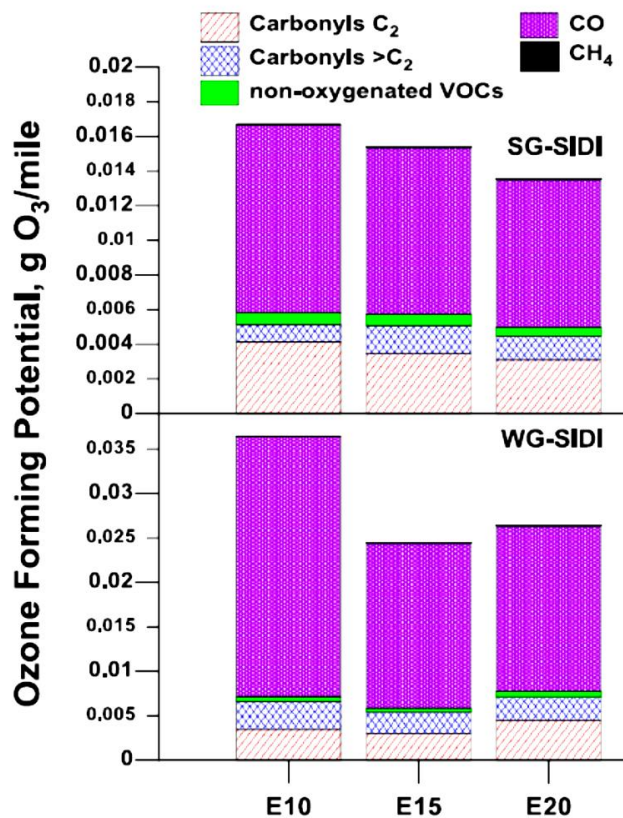 Carbonyls C₂
Carbonyls >C₂
non-oxygenated VOCs
CO
CH₄
Ozone Forming Potential, g O₃/mile
0.02
0.018
0.016
0.014
0.012
0.01
0.008
0.006
0.004
0.002
0
SG-SIDI
0.035
0.03
0.025
0.02
0.015
0.01
0.005
0
WG-SIDI
E10
E15
E20